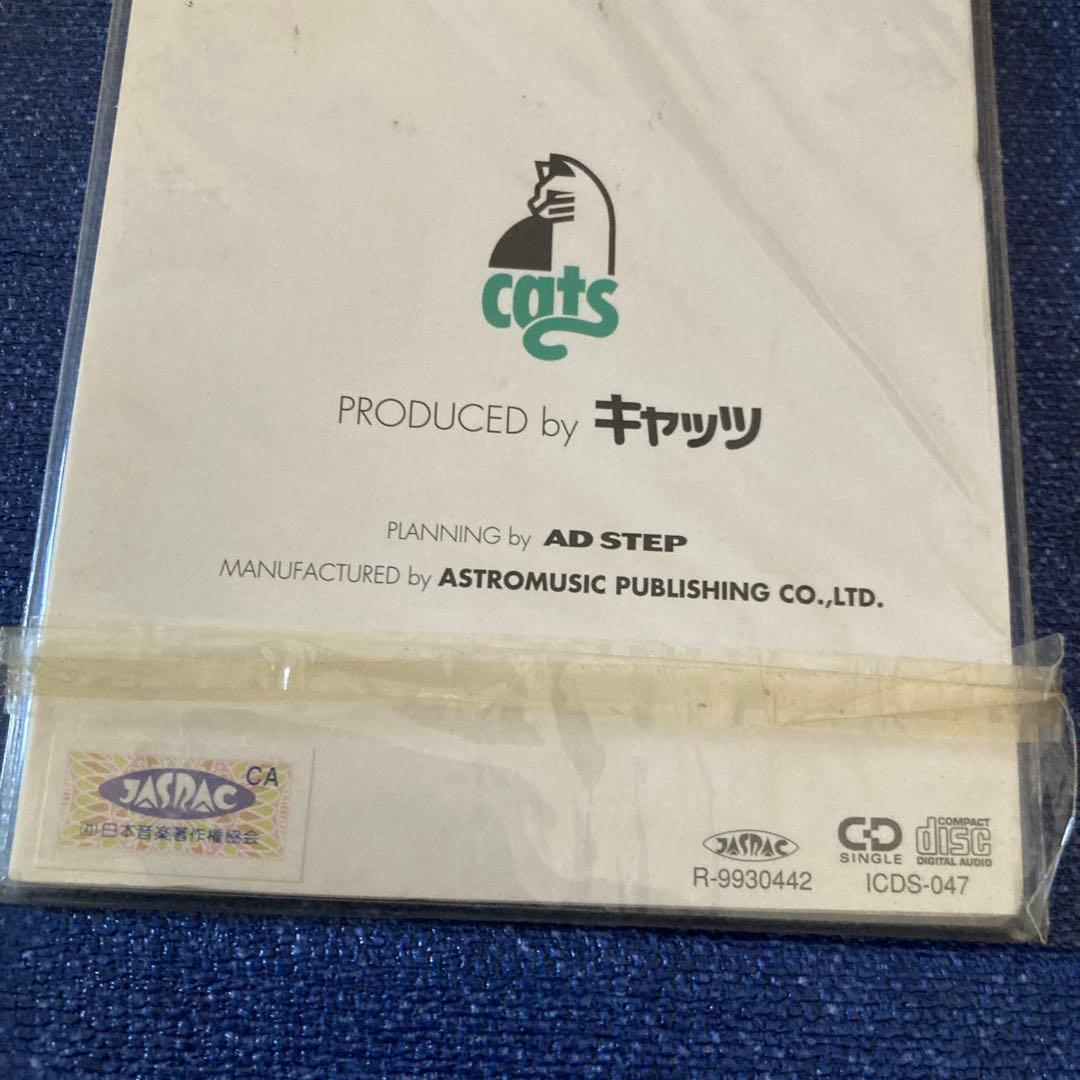 cats
PRODUCED by キャッツ
PLANNING by AD STEP
MANUFACTURED by ASTROMUSIC PUBLISHING CO.,LTD.
JASRAC CA
(社)日本音楽著作権協会
JASRAC
R-9930442
CD
SINGLE
COMPACT
disc
DIGITAL AUDIO
ICDS-047